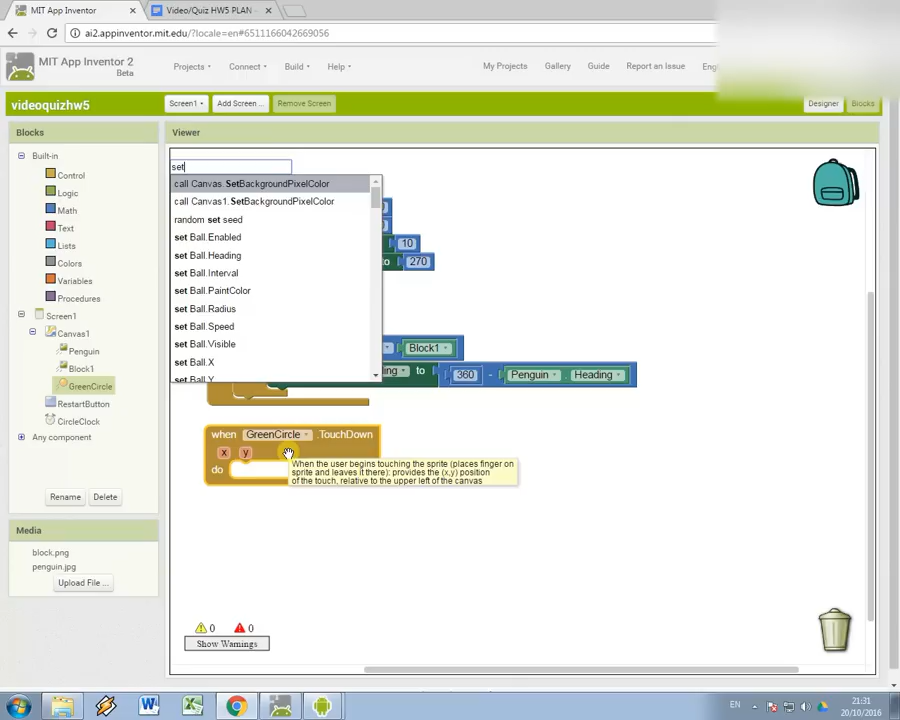 MIT App Inventor 2
Video/Quiz HW5 PLAN -
ai2.appinventor.mit.edu/?locale=en#6511166042669056
MIT App Inventor 2
Beta
Projects
Connect
Build
Help
My Projects
Gallery
Guide
Report an Issue
videoquizhw5
Screen1
Add Screen ...
Remove Screen
Designer
Blocks
Blocks
Viewer
Built-in
Control
Logic
Math
Text
Lists
Colors
Variables
Procedures
Screen1
Canvas1
Penguin
Block1
GreenCircle
RestartButton
CircleClock
Any component
Rename
Delete
Media
block.png
penguin.jpg
Upload File ...
set
call Canvas.SetBackgroundPixelColor
call Canvas1.SetBackgroundPixelColor
random set seed
set Ball.Enabled
set Ball.Heading
set Ball.Interval
set Ball.PaintColor
set Ball.Radius
set Ball.Speed
set Ball.Visible
set Ball.X
set Ball.Y
10
to 270
Block1
to 360 - Penguin . Heading
when GreenCircle .TouchDown
x y
do
When the user begins touching the sprite (places finger on
sprite and leaves it there): provides the (x,y) position
of the touch, relative to the upper left of the canvas
0 0
Show Warnings
EN
21:31
20/10/2016